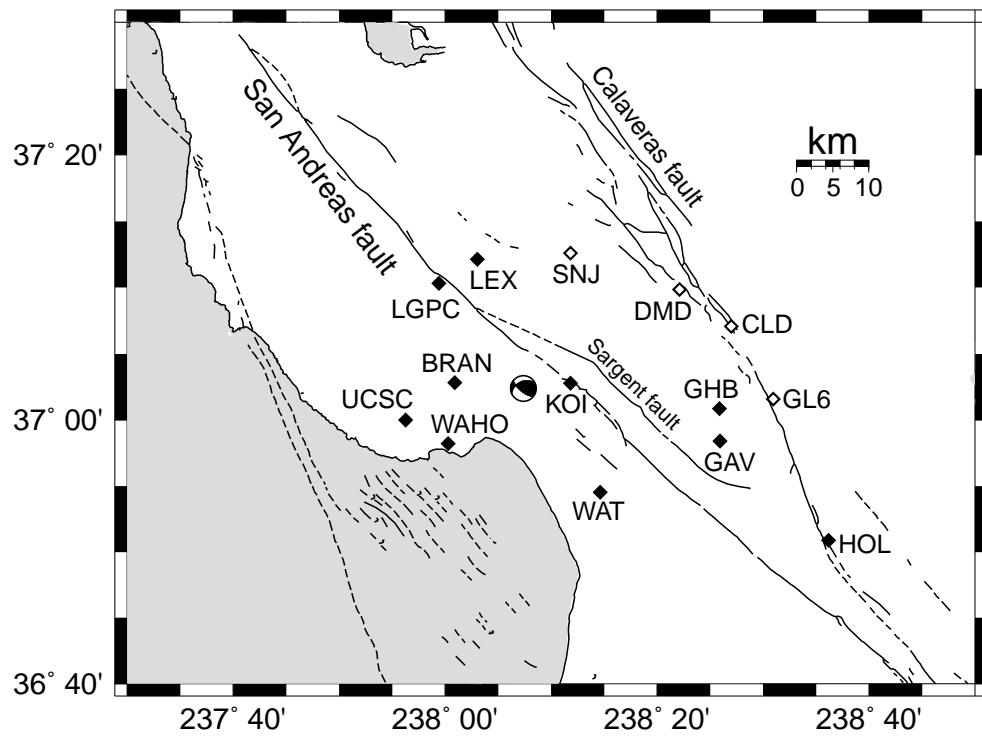 Calaveras fault
San Andreas fault
km
0 5 10
37° 20'
LEX
SNJ
LGPC
DMD
CLD
Sargent fault
BRAN
KOI
GHB
GL6
UCSC
37° 00'
WAHO
GAV
WAT
HOL
36° 40'
237° 40' 238° 00' 238° 20' 238° 40'